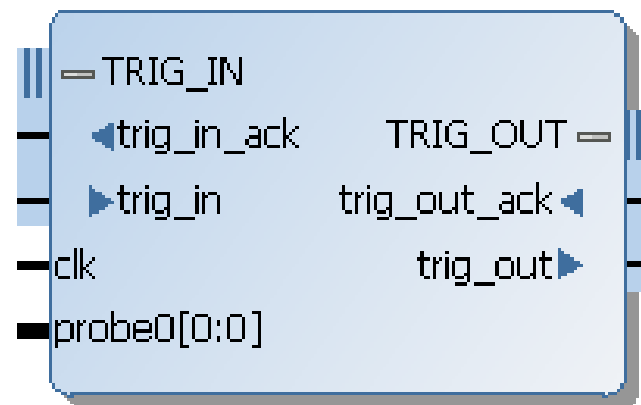 TRIG_IN
trig_in_ack
TRIG_OUT
trig_in
trig_out_ack
clk
trig_out
probe0[0:0]